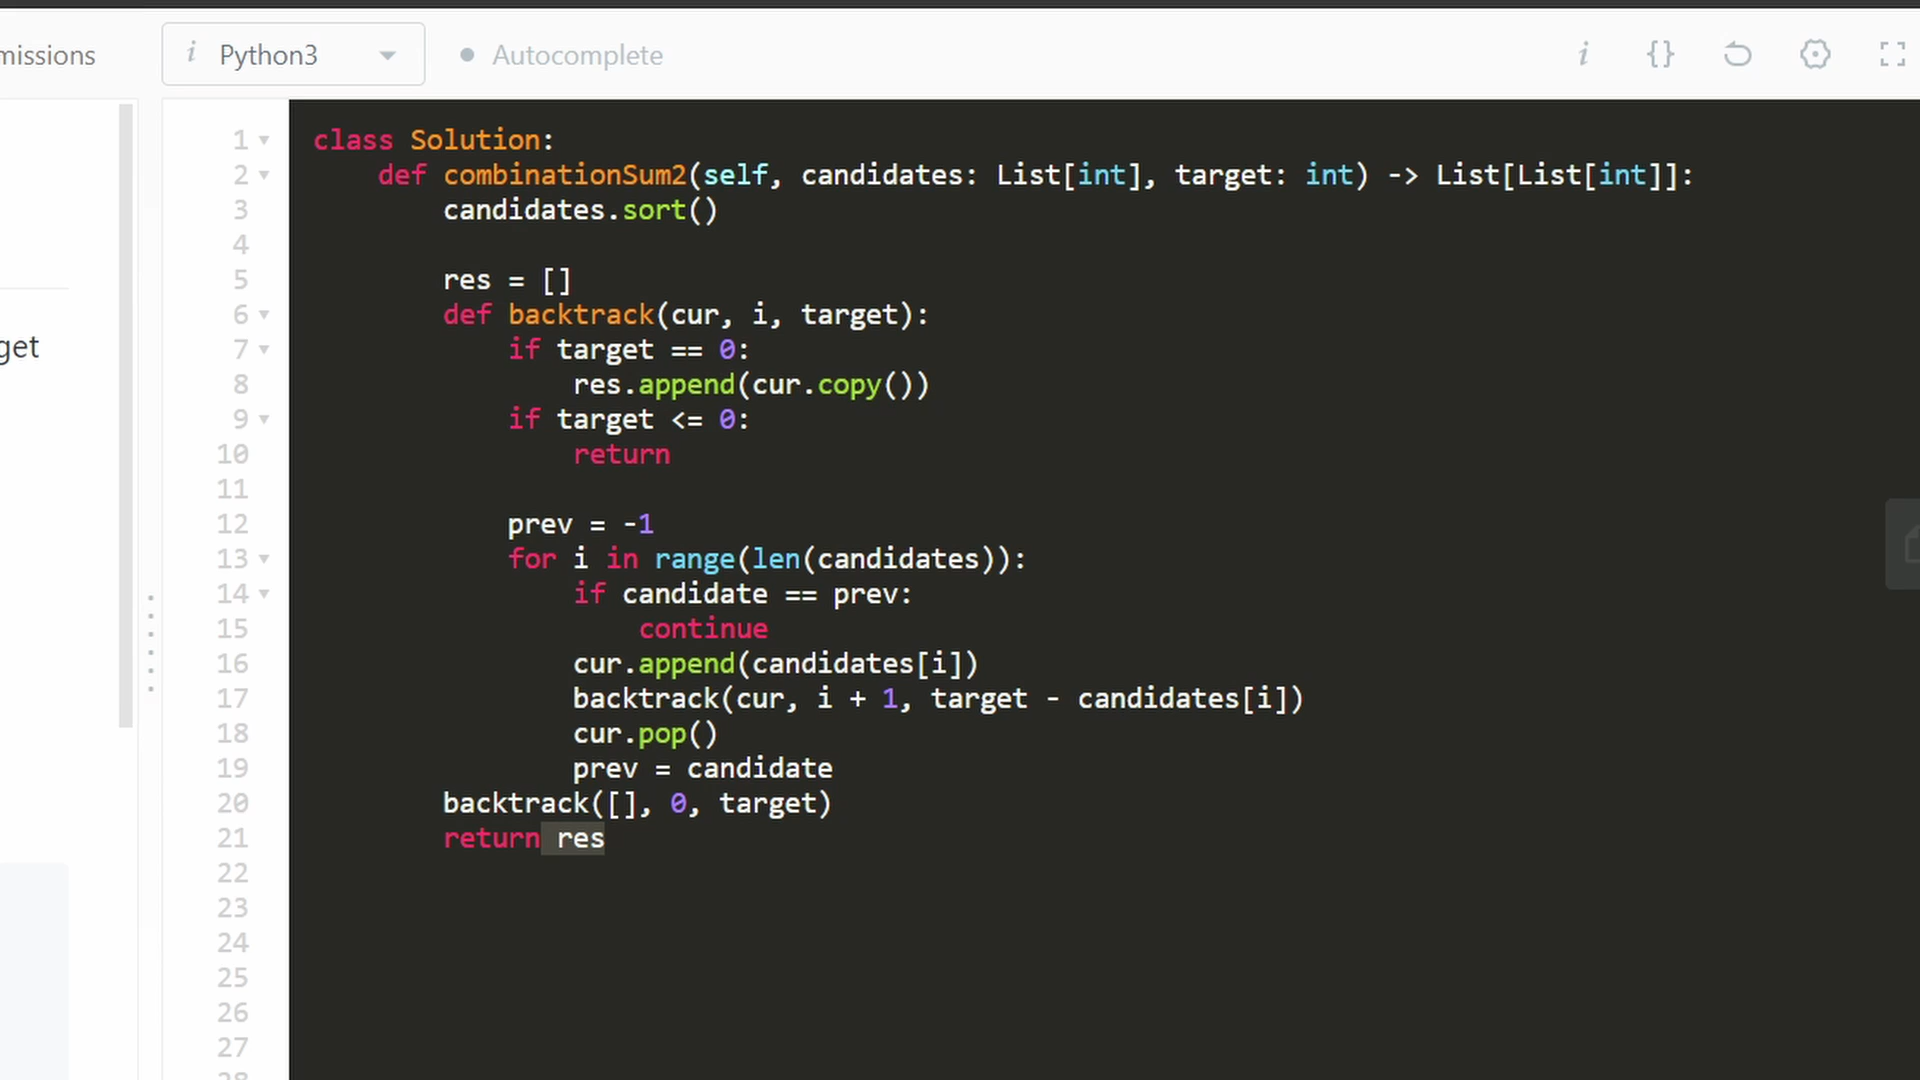 missions
i Python3
Autocomplete
i {}
get
1 class Solution:
2     def combinationSum2(self, candidates: List[int], target: int) -> List[List[int]]:
3         candidates.sort()
4
5         res = []
6         def backtrack(cur, i, target):
7             if target == 0:
8                 res.append(cur.copy())
9             if target <= 0:
10                 return
11
12             prev = -1
13             for i in range(len(candidates)):
14                 if candidate == prev:
15                     continue
16                 cur.append(candidates[i])
17                 backtrack(cur, i + 1, target - candidates[i])
18                 cur.pop()
19                 prev = candidate
20         backtrack([], 0, target)
21         return res
22
23
24
25
26
27
28